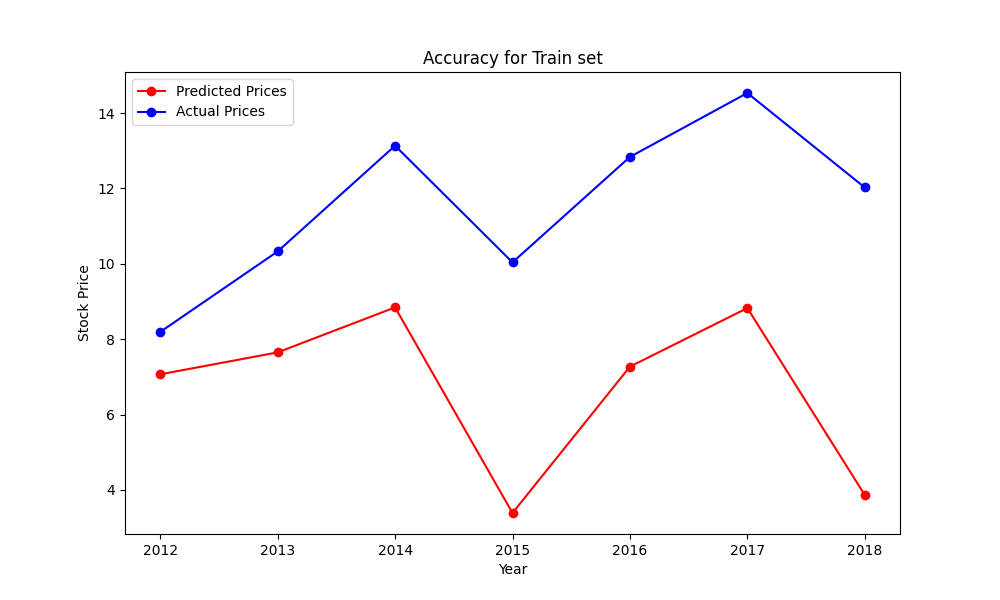 Accuracy for Train set
Predicted Prices
Actual Prices
Stock Price
14
12
10
8
6
4
2012 2013 2014 2015 2016 2017 2018
Year